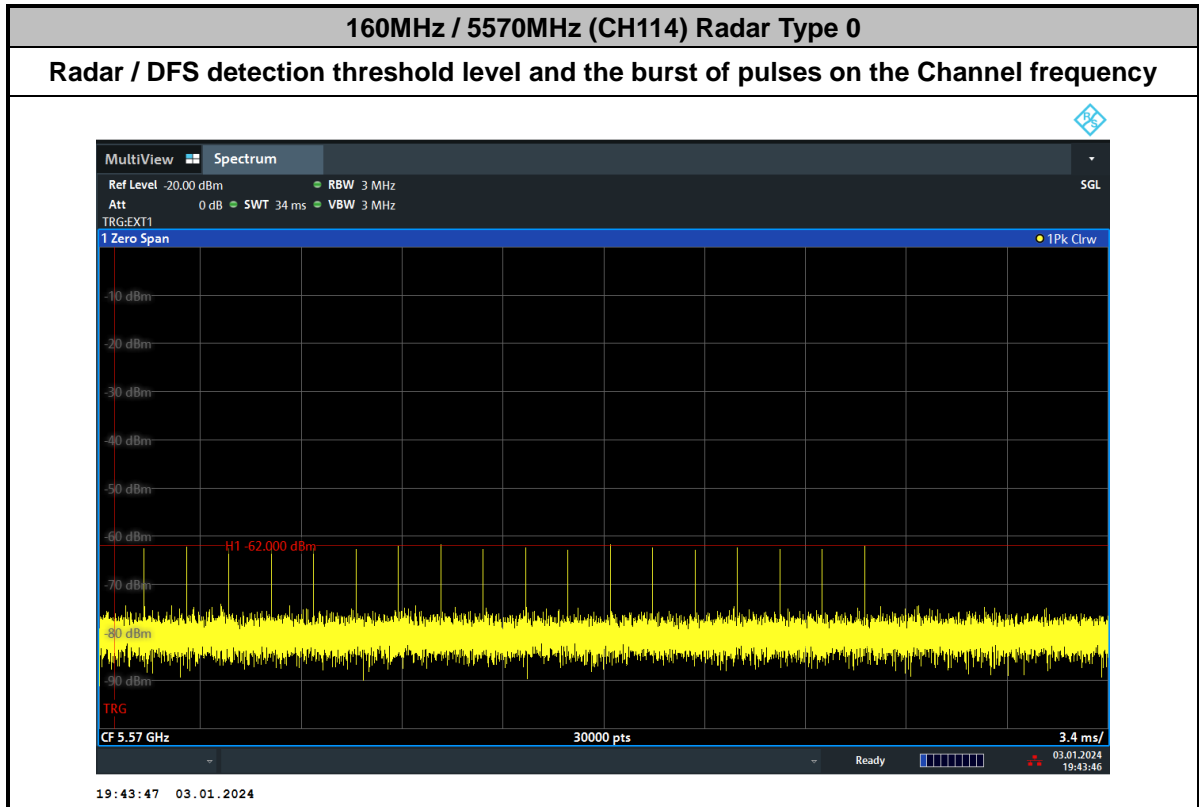 160MHz / 5570MHz (CH114) Radar Type 0
Radar / DFS detection threshold level and the burst of pulses on the Channel frequency
R&S
MultiView Spectrum
Ref Level -20.00 dBm RBW 3 MHz SGL
Att 0 dB SWT 34 ms VBW 3 MHz
TRG:EXT1
1 Zero Span 1Pk Clrw
-10 dBm
-20 dBm
-30 dBm
-40 dBm
-50 dBm
-60 dBm
H1 -62.000 dBm
-70 dBm
-80 dBm
-90 dBm
TRG
CF 5.57 GHz 30000 pts 3.4 ms/
Ready 03.01.2024
19:43:46
19:43:47 03.01.2024